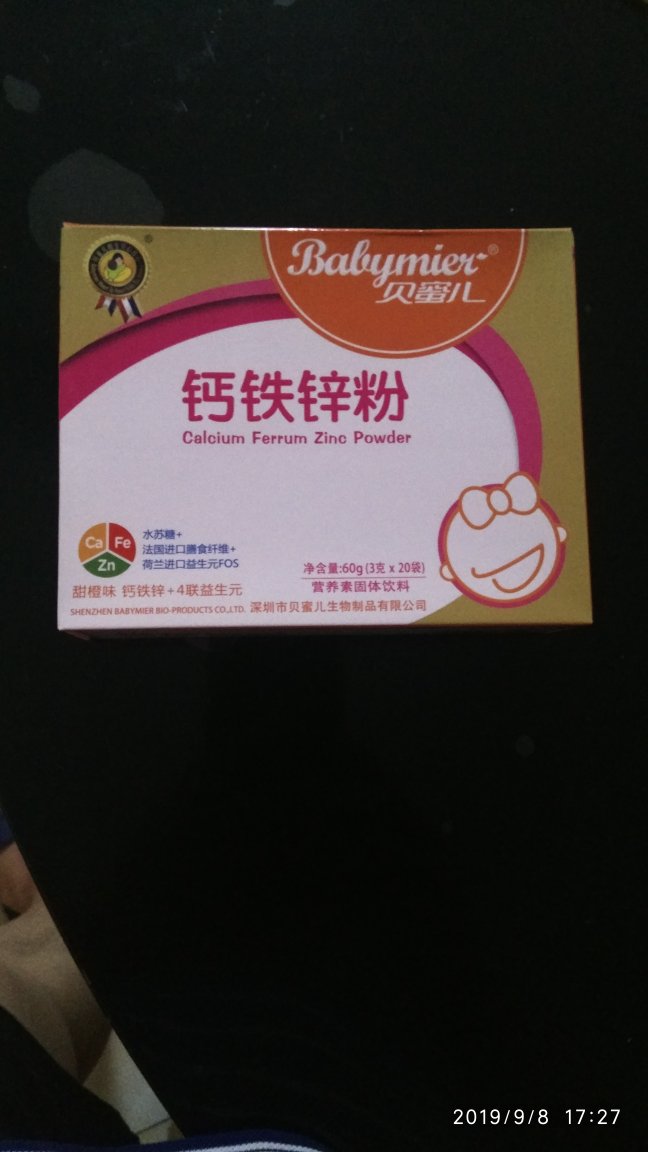 Babymier®
贝蜜儿
®
钙铁锌粉
Calcium Ferrum Zinc Powder
Ca Fe
Zn
水苏糖+
法国进口膳食纤维+
荷兰进口益生元FOS
净含量:60g (3克 x 20袋)
营养素固体饮料
甜橙味 钙铁锌+4联益生元
SHENZHEN BABYMIER BIO-PRODUCTS CO.,LTD. 深圳市贝蜜儿生物制品有限公司
2019/9/8 17:27